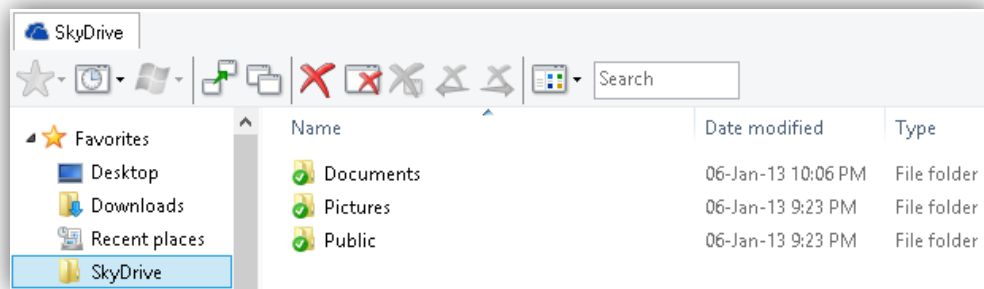 SkyDrive
Search
Favorites
Desktop
Downloads
Recent places
SkyDrive
Name Date modified Type
Documents 06-Jan-13 10:06 PM File folder
Pictures 06-Jan-13 9:23 PM File folder
Public 06-Jan-13 9:23 PM File folder